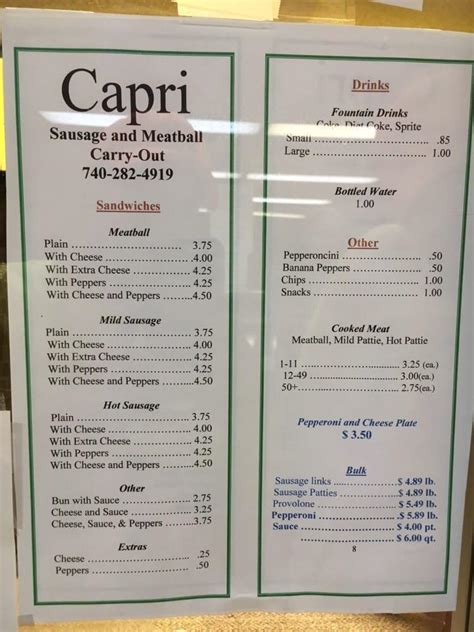 Capri
Sausage and Meatball
Carry-Out
740-282-4919
Sandwiches
Meatball
Plain ........................ 3.75
With Cheese ..................4.00
With Extra Cheese ........... 4.25
With Peppers ................ 4.25
With Cheese and Peppers .......4.50
Mild Sausage
Plain ........................ 3.75
With Cheese .................. 4.00
With Extra Cheese ............ 4.25
With Peppers ................. 4.25
With Cheese and Peppers ...... 4.50
Hot Sausage
Plain ........................ 3.75
With Cheese .................. 4.00
With Extra Cheese ............ 4.25
With Peppers ................. 4.25
With Cheese and Peppers ...... 4.50
Other
Bun with Sauce ............... 2.75
Cheese and Sauce ............. 3.25
Cheese, Sauce, & Peppers ..... 3.75
Extras
Cheese ........................ .25
Peppers ....................... .50
Drinks
Fountain Drinks
Coke, Diet Coke, Sprite
Small ........................ .85
Large ........................ 1.00
Bottled Water
1.00
Other
Pepperoncini .................. .50
Banana Peppers ................ .50
Chips ........................ 1.00
Snacks ....................... 1.00
Cooked Meat
Meatball, Mild Pattie, Hot Pattie
1-11 .................. 3.25 (ea.)
12-49 ................. 3.00(ea.)
50+.................... 2.75(ea.)
Pepperoni and Cheese Plate
$ 3.50
Bulk
Sausage links ................$ 4.89 lb.
Sausage Patties ..............$ 4.89 lb.
Provolone ....................$ 5.49 lb.
Pepperoni ....................$ 5.89 lb.
Sauce ........................$ 4.00 pt.
........................$ 6.00 qt.
8